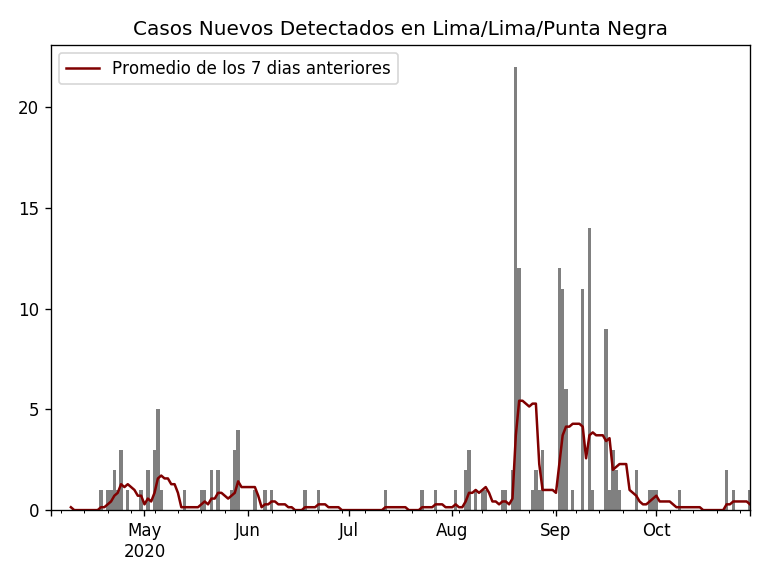 Casos Nuevos Detectados en Lima/Lima/Punta Negra
Promedio de los 7 dias anteriores
20
15
10
5
0
May Jun Jul Aug Sep Oct
2020